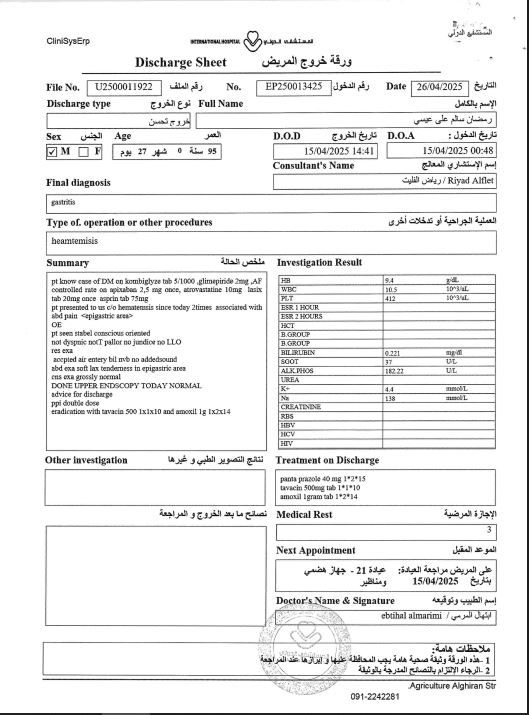 CliniSysErp
INTERNATIONAL HOSPITAL المستشفى الدولي
المستشفى الدولي
Discharge Sheet ورقة خروج المريض
File No. U2500011922 رقم الملف No. EP250013425 رقم الدخول Date 26/04/2025 التاريخ
Discharge type نوع الخروج Full Name الإسم بالكامل
خروج تحسن رمضان سالم على عيسي
Sex الجنس Age العمر D.O.D تاريخ الخروج D.O.A تاريخ الدخول :
M F 95 سنة 0 شهر 27 يوم 15/04/2025 14:41 15/04/2025 00:48
Consultant's Name إسم الإستشاري المعالج
Riyad Alflet / رياض الفليت
Final diagnosis
gastritis
Type of. operation or other procedures العملية الجراحية أو تدخلات أخرى
heamtemisis
Summary ملخص الحالة
pt know case of DM on kombiglyze tab 5/1000 ,glimepiride 2mg ,AF
controlled rate on apixaban 2,5 mg once, atrovastatine 10mg lasix
tab 20mg once asprin tab 75mg
pt presented to us c/o hematemsis since today 2times associated with
abd pain <epigastric area>
OE
pt seen stabel conscious oriented
not dyspnic notT pallor no jundice no LLO
res exa
accpted air entery bil nvb no addedsound
abd exa soft lax tenderness in epigastric area
cns exa grossly normal
DONE UPPER ENDSCOPY TODAY NORMAL
advice for discharge
ppi double dose
eradication with tavacin 500 1x1x10 and amoxil 1g 1x2x14
Investigation Result
HB 9.4 g/dL
WBC 10.5 10^3/uL
PLT 412 10^3/uL
ESR 1 HOUR
ESR 2 HOURS
HCT
B.GROUP
B.GROUP
BILIRUBIN 0.221 mg/dl
SGOT 37 U/L
ALK.PHOS 182.22 U/L
UREA
K+ 4.4 mmol/L
Na 138 mmol/L
CREATININE
RBS
HBV
HCV
HIV
Other investigation نتائج التصوير الطبي و غيرها
Treatment on Discharge
panta prazole 40 mg 1*2*15
tavacin 500mg tab 1*1*10
amoxil 1gram tab 1*2*14
نصائح ما بعد الخروج و المراجعة
Medical Rest الإجازة المرضية
3
Next Appointment الموعد المقبل
على المريض مراجعة العيادة: عيادة 21 - جهاز هضمي
ومناظير بتاريخ 15/04/2025
Doctor's Name & Signature إسم الطبيب وتوقيعه
ebtihal almarimi / ابتهال المرمي
ملاحظات هامة:
1 -هذه الورقة وثيقة صحية هامة يجب المحافظة عليها و إبرازها عند المراجعة
2 -الرجاء الإلتزام بالنصائح المدرجة بالوثيقة
.Agriculture Alghiran Str
091-2242281